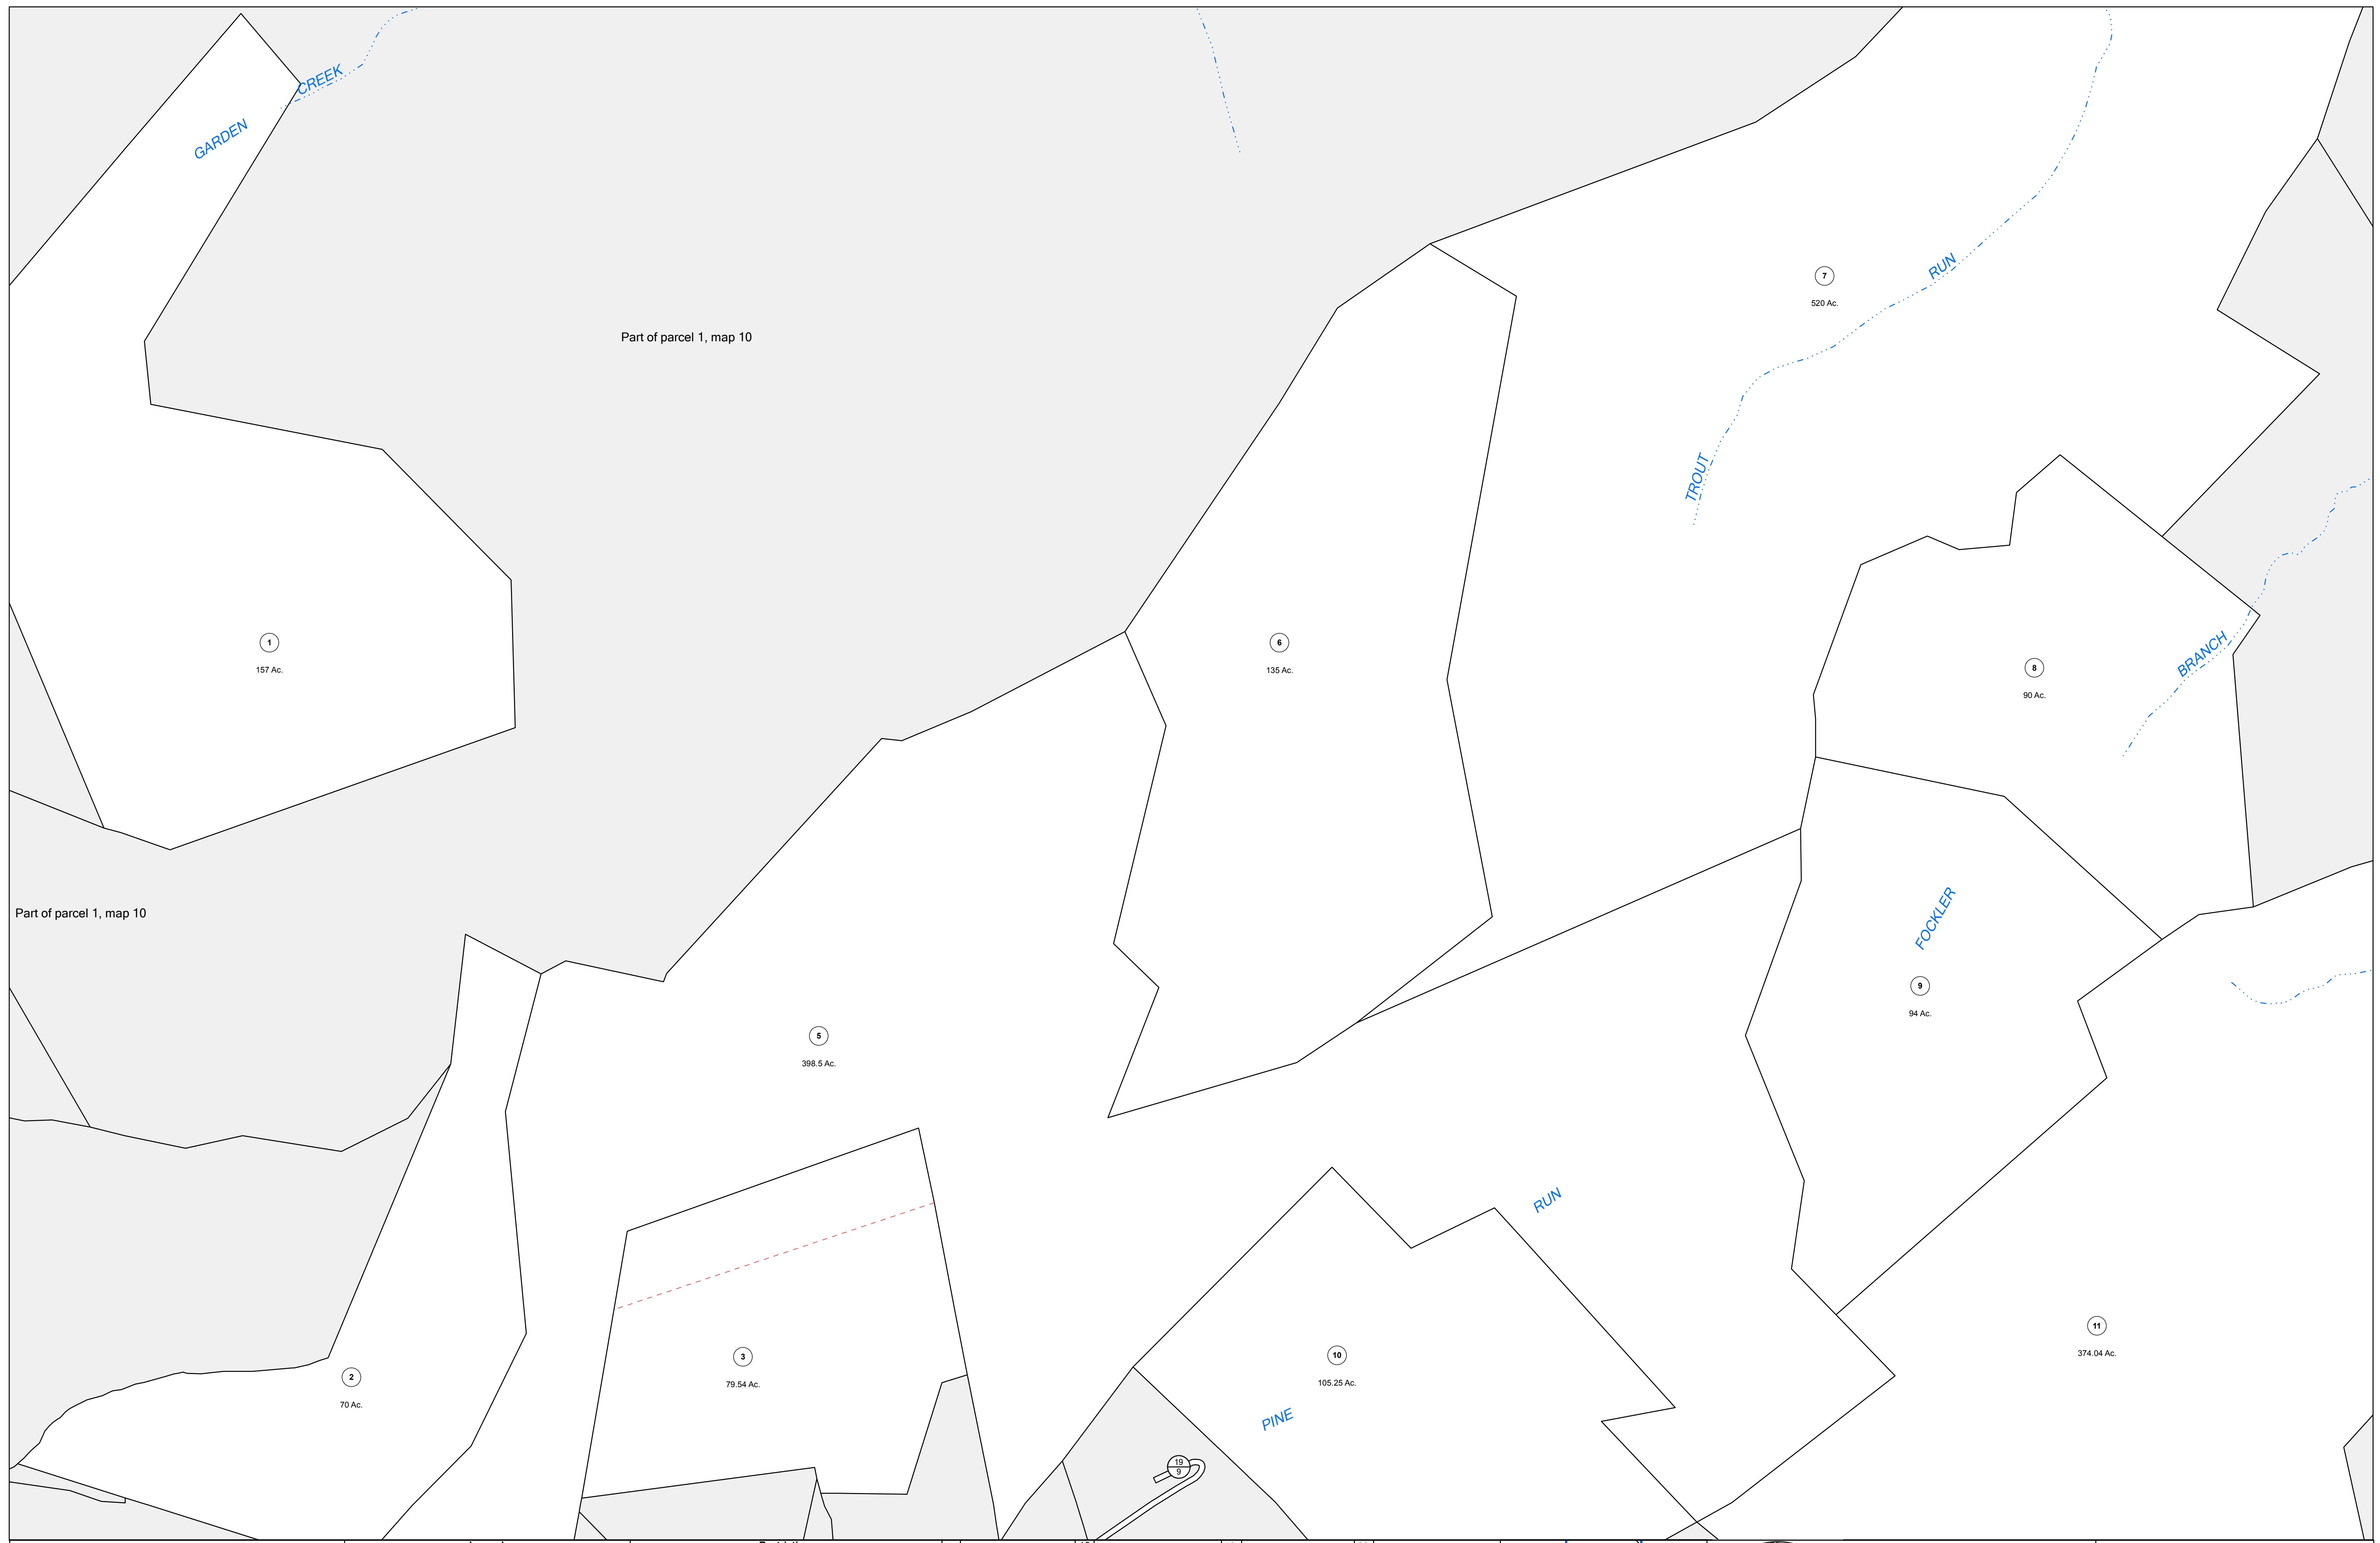 CREEK
GARDEN
RUN
7
520 Ac.
Part of parcel 1, map 10
TROUT
1
157 Ac.
6
135 Ac.
BRANCH
8
90 Ac.
Part of parcel 1, map 10
FOCKLER
9
94 Ac.
5
398.5 Ac.
RUN
11
374.04 Ac.
3
79.54 Ac.
10
105.25 Ac.
2
70 Ac.
PINE
19
9